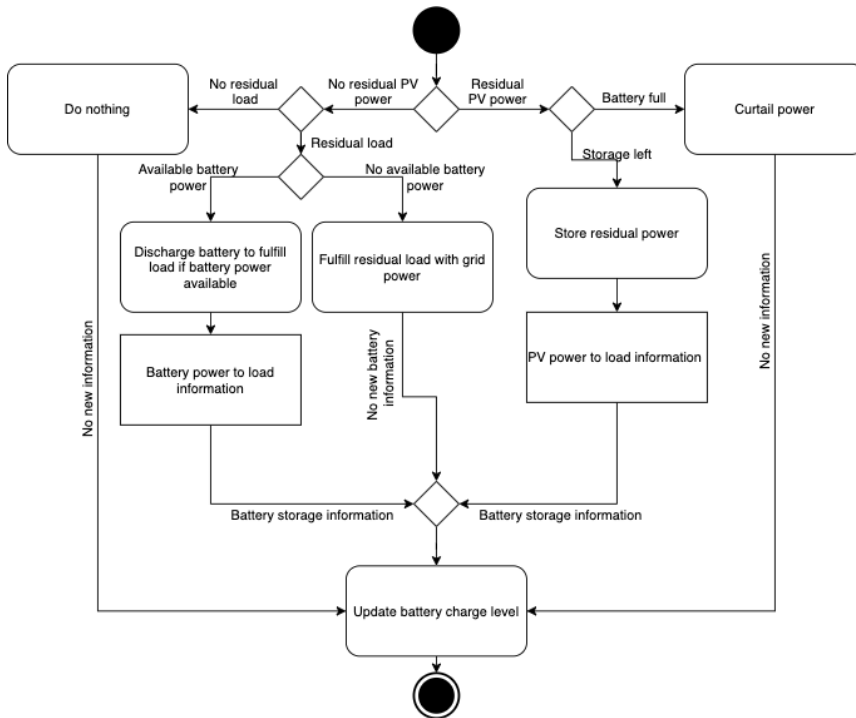 No residual
load
No residual PV
power
Residual
PV power
Battery full
Do nothing
Curtail power
Residual load
Storage left
Available battery
power
No available battery
power
Discharge battery to fulfill
load if battery power
available
Fulfill residual load with grid
power
Store residual power
Battery power to load
information
PV power to load information
No new information
No new battery
information
No new information
Battery storage information
Battery storage information
Update battery charge level